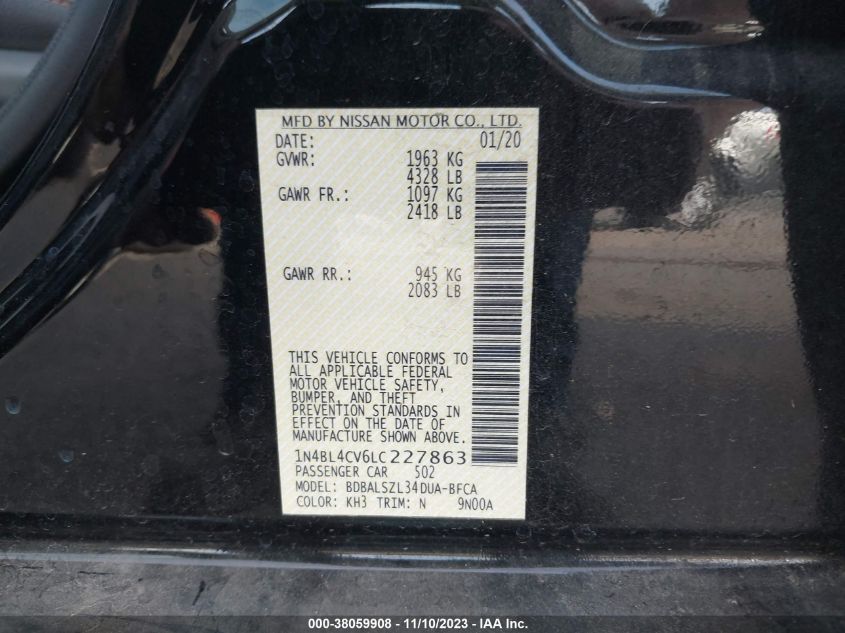 MFD BY NISSAN MOTOR CO., LTD.
DATE: 01/20
GVWR: 1963 KG
4328 LB
GAWR FR.: 1097 KG
2418 LB
GAWR RR.: 945 KG
2083 LB
THIS VEHICLE CONFORMS TO
ALL APPLICABLE FEDERAL
MOTOR VEHICLE SAFETY,
BUMPER, AND THEFT
PREVENTION STANDARDS IN
EFFECT ON THE DATE OF
MANUFACTURE SHOWN ABOVE.
1N4BL4CV6LC227863
PASSENGER CAR 502
MODEL: BDBALSZL34DUA-BFCA
COLOR: KH3 TRIM: N 9N00A
000-38059908 - 11/10/2023 - IAA Inc.